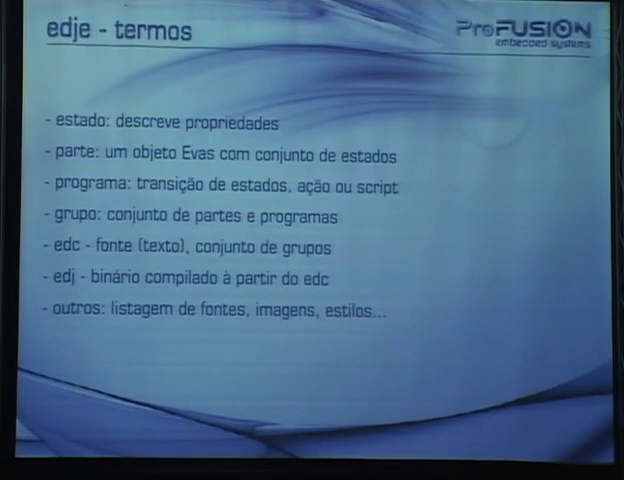 edje - termos
ProFUSION
embedded systems
- estado: descreve propriedades
- parte: um objeto Evas com conjunto de estados
- programa: transição de estados, ação ou script
- grupo: conjunto de partes e programas
- edc - fonte (texto), conjunto de grupos
- edj - binário compilado à partir do edc
- outros: listagem de fontes, imagens, estilos...